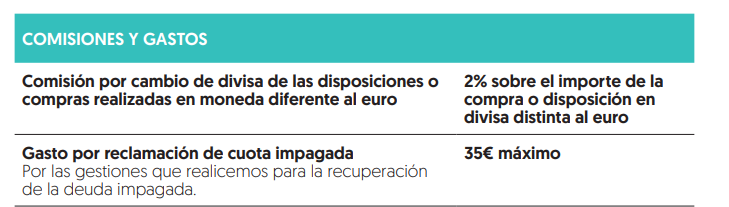 COMISIONES Y GASTOS
Comisión por cambio de divisa de las disposiciones o
compras realizadas en moneda diferente al euro
2% sobre el importe de la
compra o disposición en
divisa distinta al euro
Gasto por reclamación de cuota impagada
Por las gestiones que realicemos para la recuperación
de la deuda impagada.
35€ máximo